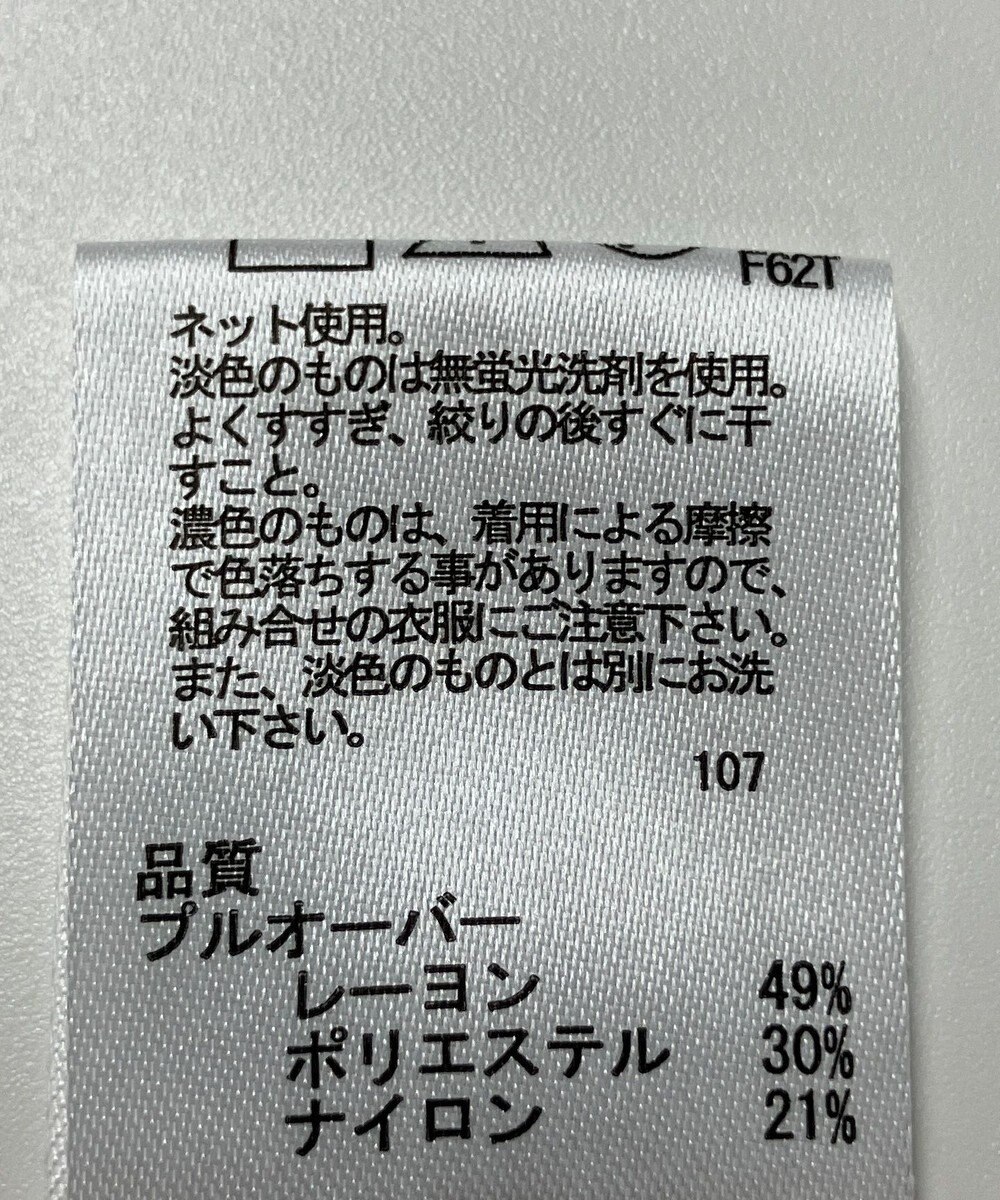 F62T
ネット使用。
淡色のものは無蛍光洗剤を使用。
よくすすぎ、絞りの後すぐに干
すこと。
濃色のものは、着用による摩擦
で色落ちする事がありますので、
組み合せの衣服にご注意下さい。
また、淡色のものとは別にお洗
い下さい。
107
品質
プルオーバー
レーヨン 49%
ポリエステル 30%
ナイロン 21%